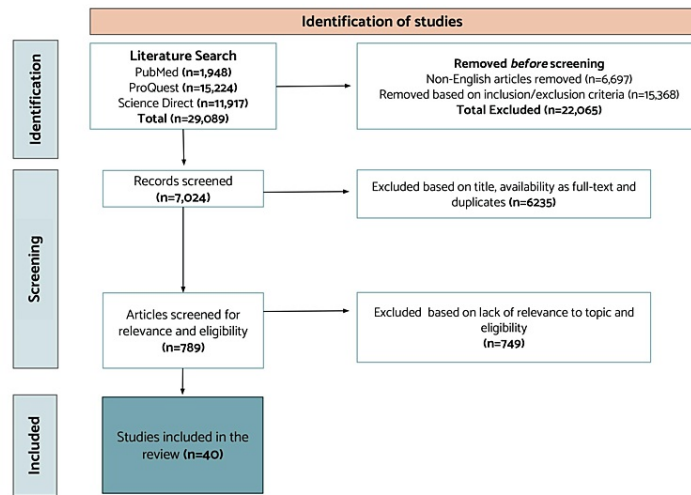 Identification of studies
Identification
Literature Search
PubMed (n=1,948)
ProQuest (n=15,224)
Science Direct (n=11,917)
Total (n=29,089)
Removed before screening
Non-English articles removed (n=6,697)
Removed based on inclusion/exclusion criteria (n=15,368)
Total Excluded (n=22,065)
Screening
Records screened
(n=7,024)
Excluded based on title, availability as full-text and
duplicates (n=6235)
Articles screened for
relevance and eligibility
(n=789)
Excluded based on lack of relevance to topic and
eligibility
(n=749)
Included
Studies included in the
review (n=40)